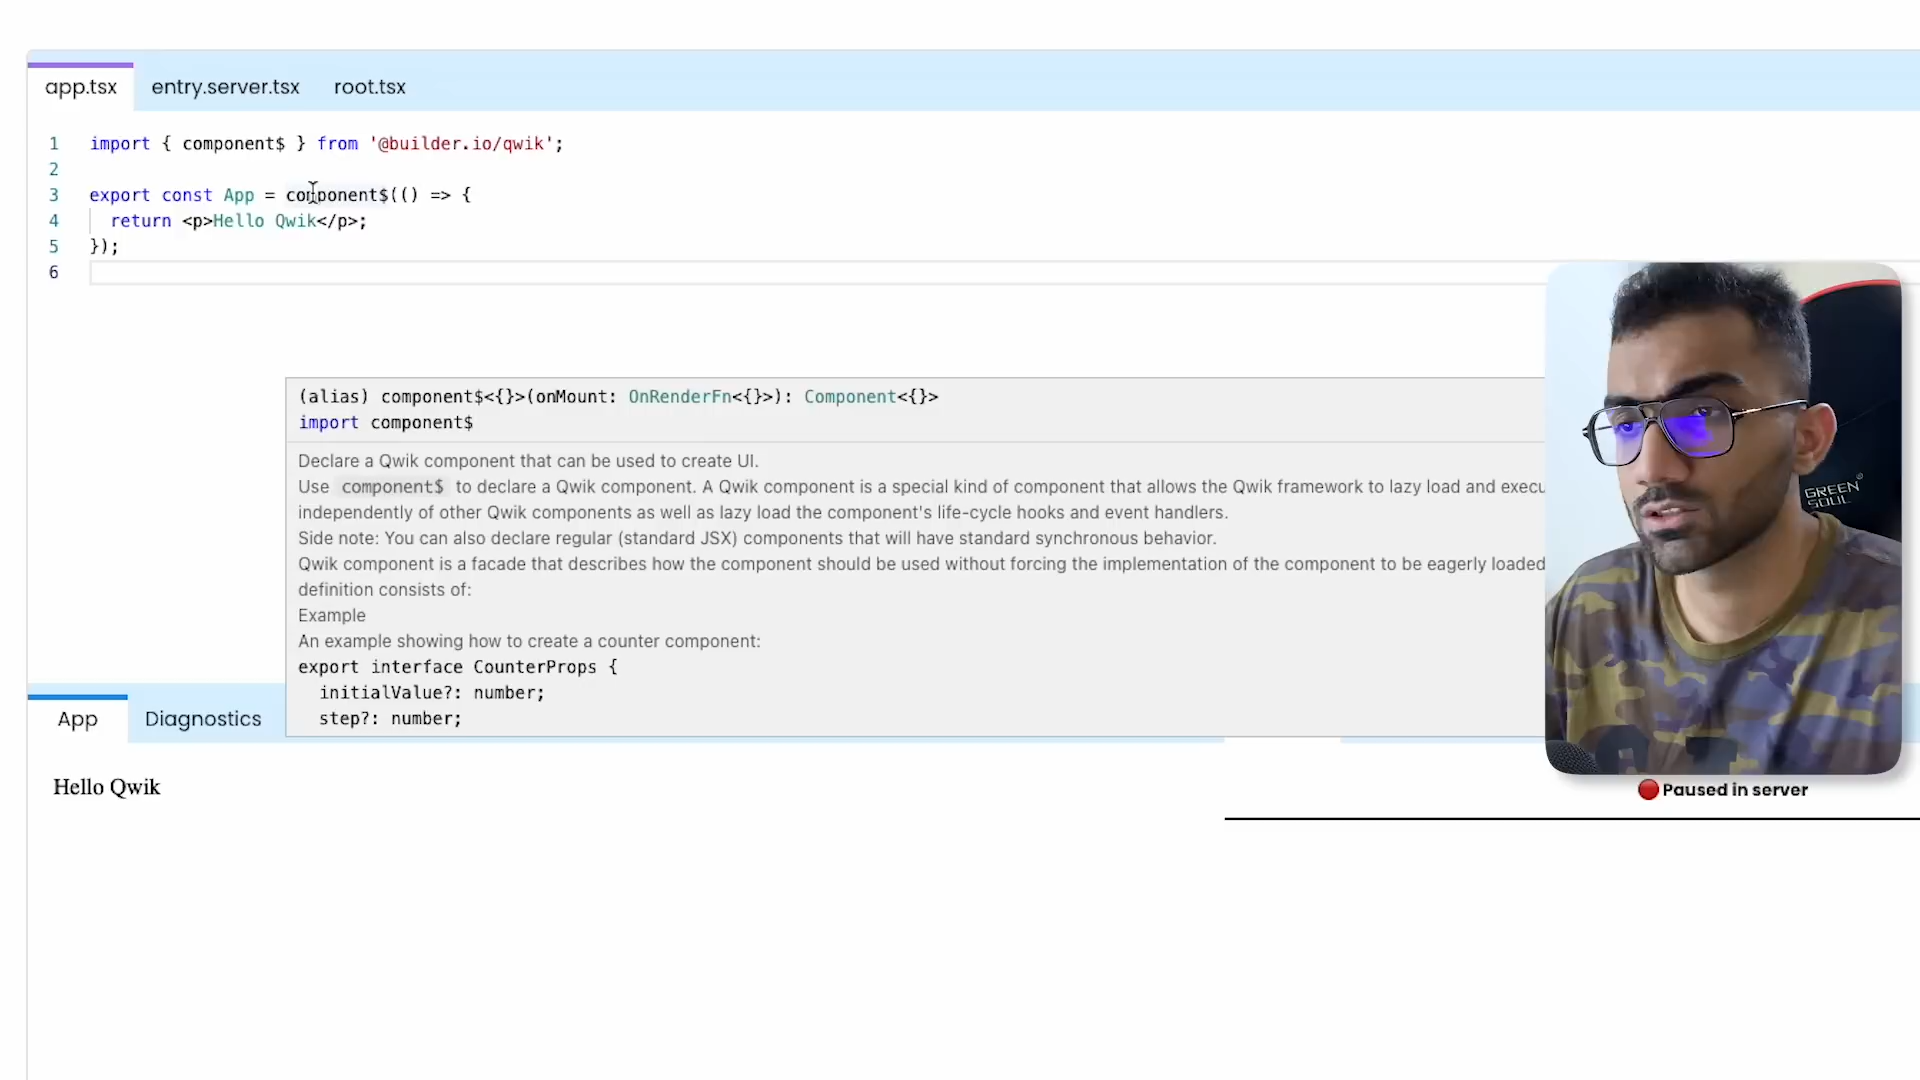 app.tsx entry.server.tsx root.tsx
1 import { component$ } from '@builder.io/qwik';
2
3 export const App = component$(() => {
4 return <p>Hello Qwik</p>;
5 });
6
(alias) component$<{}>(onMount: OnRenderFn<{}>): Component<{}>
import component$
Declare a Qwik component that can be used to create UI.
Use component$ to declare a Qwik component. A Qwik component is a special kind of component that allows the Qwik framework to lazy load and execu
independently of other Qwik components as well as lazy load the component's life-cycle hooks and event handlers.
Side note: You can also declare regular (standard JSX) components that will have standard synchronous behavior.
Qwik component is a facade that describes how the component should be used without forcing the implementation of the component to be eagerly loaded
definition consists of:
Example
An example showing how to create a counter component:
export interface CounterProps {
initialValue?: number;
step?: number;
App Diagnostics
Hello Qwik
GREEN
SOUL
🔴 Paused in server